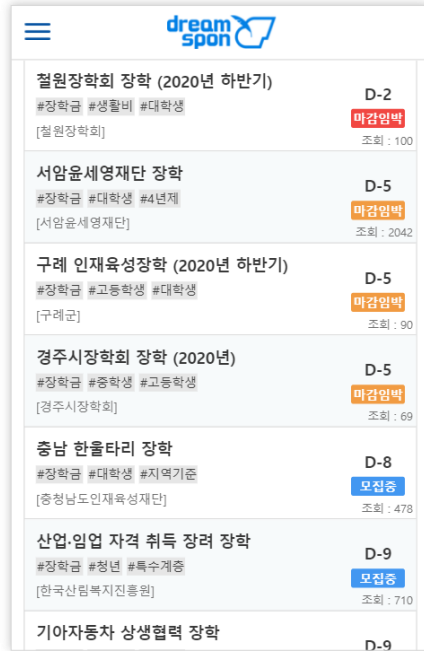 dream
spon
철원장학회 장학 (2020년 하반기)
D-2
#장학금 #생활비 #대학생
마감임박
[철원장학회]
조회 : 100
서암윤세영재단 장학
D-5
#장학금 #대학생 #4년제
마감임박
[서암윤세영재단]
조회 : 2042
구례 인재육성장학 (2020년 하반기)
D-5
#장학금 #고등학생 #대학생
마감임박
[구례군]
조회 : 90
경주시장학회 장학 (2020년)
D-5
#장학금 #중학생 #고등학생
마감임박
[경주시장학회]
조회 : 69
충남 한울타리 장학
D-8
#장학금 #대학생 #지역기준
모집중
[충청남도인재육성재단]
조회 : 478
산업·임업 자격 취득 장려 장학
D-9
#장학금 #청년 #특수계층
모집중
[한국산림복지진흥원]
조회 : 710
기아자동차 상생협력 장학
D-9